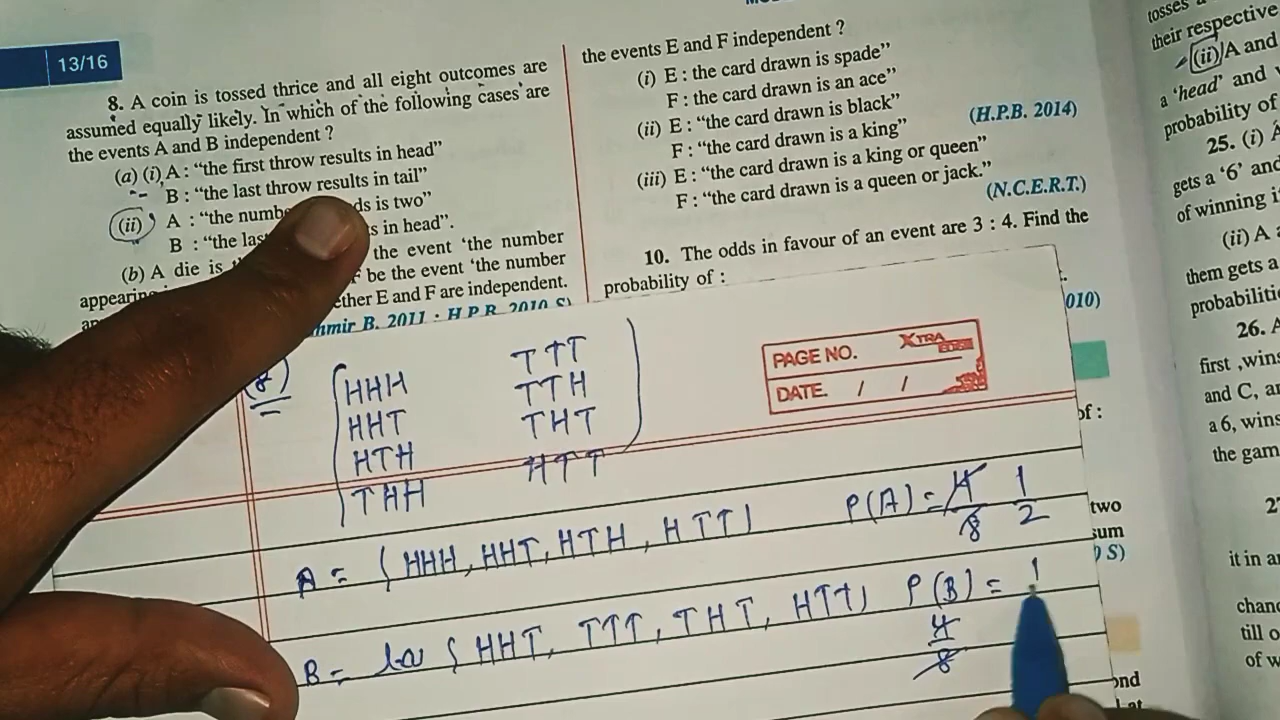 13/16
8. A coin is tossed thrice and all eight outcomes are
assumed equally likely. In which of the following cases are
the events A and B independent ?
(a) (i) A : “the first throw results in head”
B : “the last throw results in tail”
(ii) A : “the ds is two”
B : “the s in head”.
(b) A die is the event ‘the number
be the event ‘the number
ether E and F are independent.
B. 2011 ; H.P.B. 2010 S)
the events E and F independent ?
(i) E : the card drawn is spade”
F : the card drawn is an ace”
(ii) E : “the card drawn is black”
F : “the card drawn is a king”
(H.P.B. 2014)
(iii) E : “the card drawn is a king or queen”
F : “the card drawn is a queen or jack.”
(N.C.E.R.T.)
10. The odds in favour of an event are 3 : 4. Find the
probability of :
010)
of :
two
sum
S)
tosses
their respective
(ii) A and
a ‘head’ and
probability of
25. (i) A
gets a ‘6’ and
of winning
(ii) A
them gets a
26.
first ,wins
and C,
a 6, wins
the gam
it in
till
of
PAGE NO. XTRA
DATE. / /
(8)
HHH TTT
HHT TTH
HTH THT
THH HTT
A = { HHH, HHT, HTH, HTT} P(A) = 4/8 1/2
B = { HHT, TTT, THT, HTT} P(B) = 1
4/8